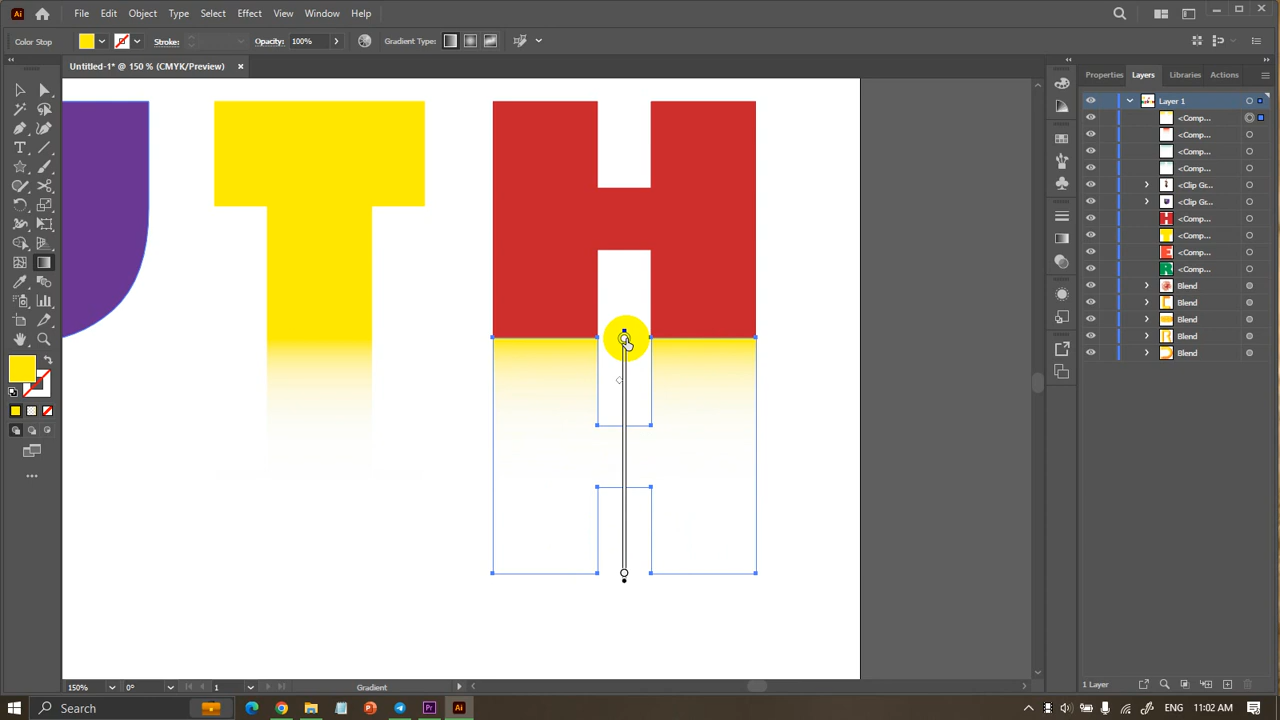 Ai File Edit Object Type Select Effect View Window Help
Color Stop Stroke: Opacity: 100% Gradient Type:
Untitled-1* @ 150 % (CMYK/Preview) ×
Properties Layers Libraries Actions
Layer 1
<Comp...
<Comp...
<Comp...
<Comp...
<Clip Gr...
<Clip Gr...
<Comp...
<Comp...
<Comp...
<Comp...
Blend
Blend
Blend
Blend
Blend
T H
150% 0° 1 Gradient
1 Layer
Search Pr Ai ENG 11:02 AM